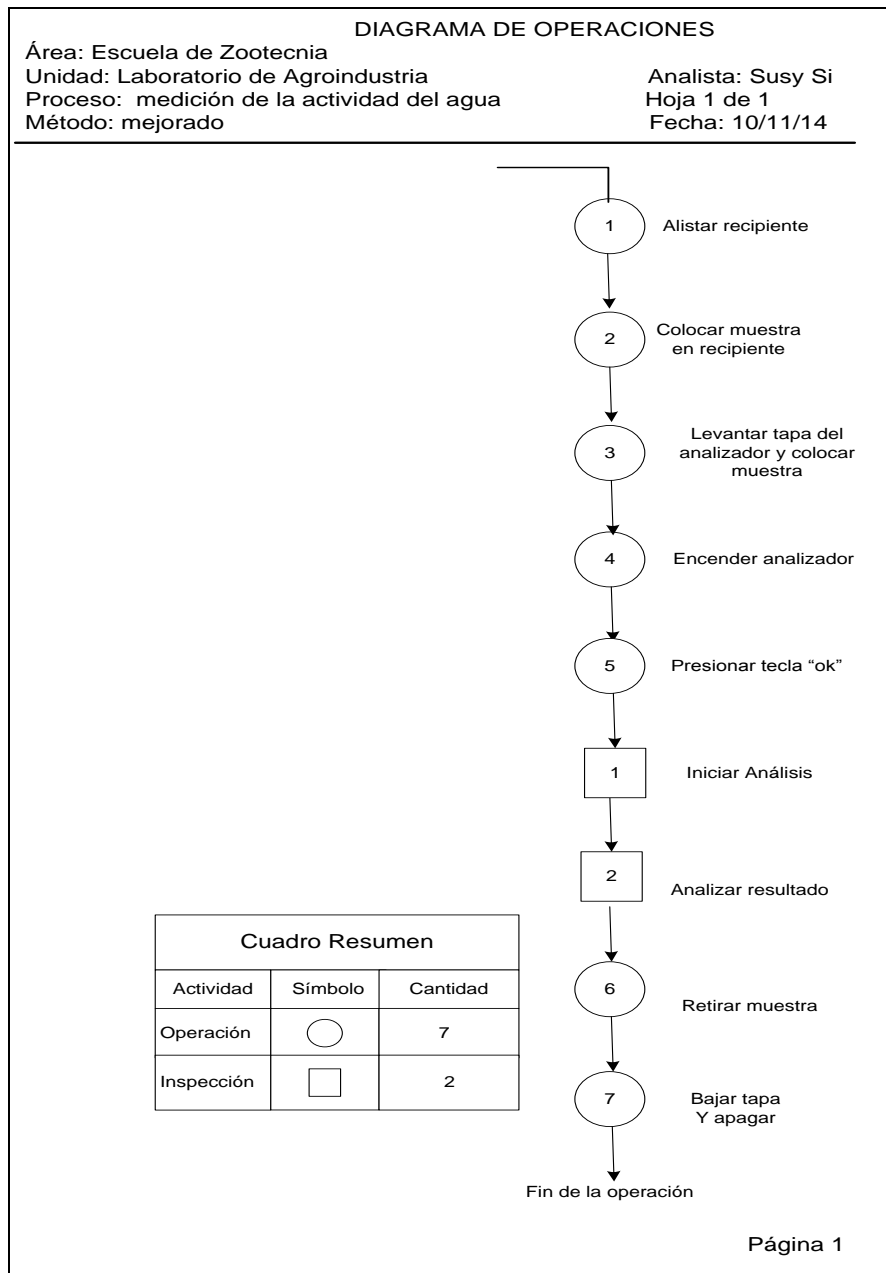 DIAGRAMA DE OPERACIONES
Área: Escuela de Zootecnia
Unidad: Laboratorio de Agroindustria
Analista: Susy Si
Proceso: medición de la actividad del agua
Hoja 1 de 1
Método: mejorado
Fecha: 10/11/14
1
Alistar recipiente
2
Colocar muestra
en recipiente
3
Levantar tapa del
analizador y colocar
muestra
4
Encender analizador
5
Presionar tecla “ok”
1
Iniciar Análisis
2
Analizar resultado
6
Retirar muestra
7
Bajar tapa
Y apagar
Fin de la operación
Cuadro Resumen
Actividad Símbolo Cantidad
Operación 7
Inspección 2
Página 1